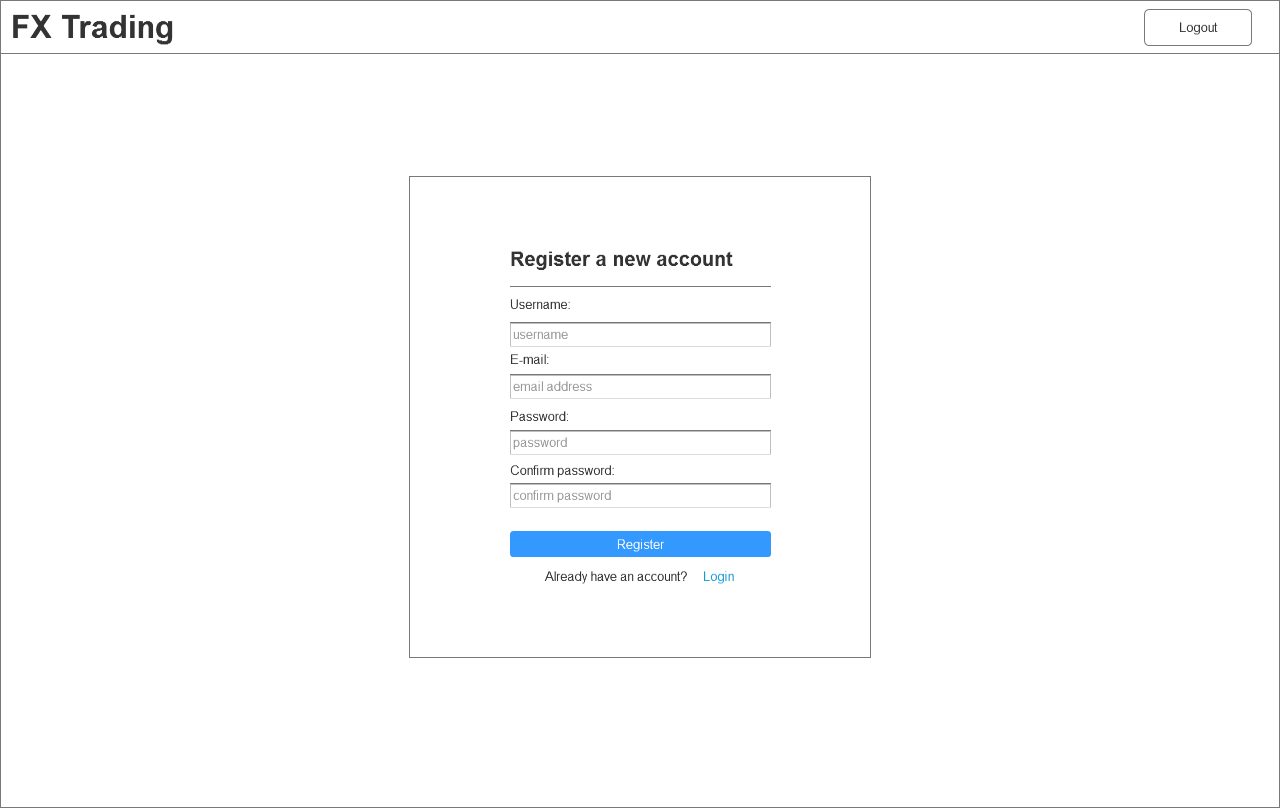 FX Trading
Logout
Register a new account
Username:
username
E-mail:
email address
Password:
password
Confirm password:
confirm password
Register
Already have an account? Login